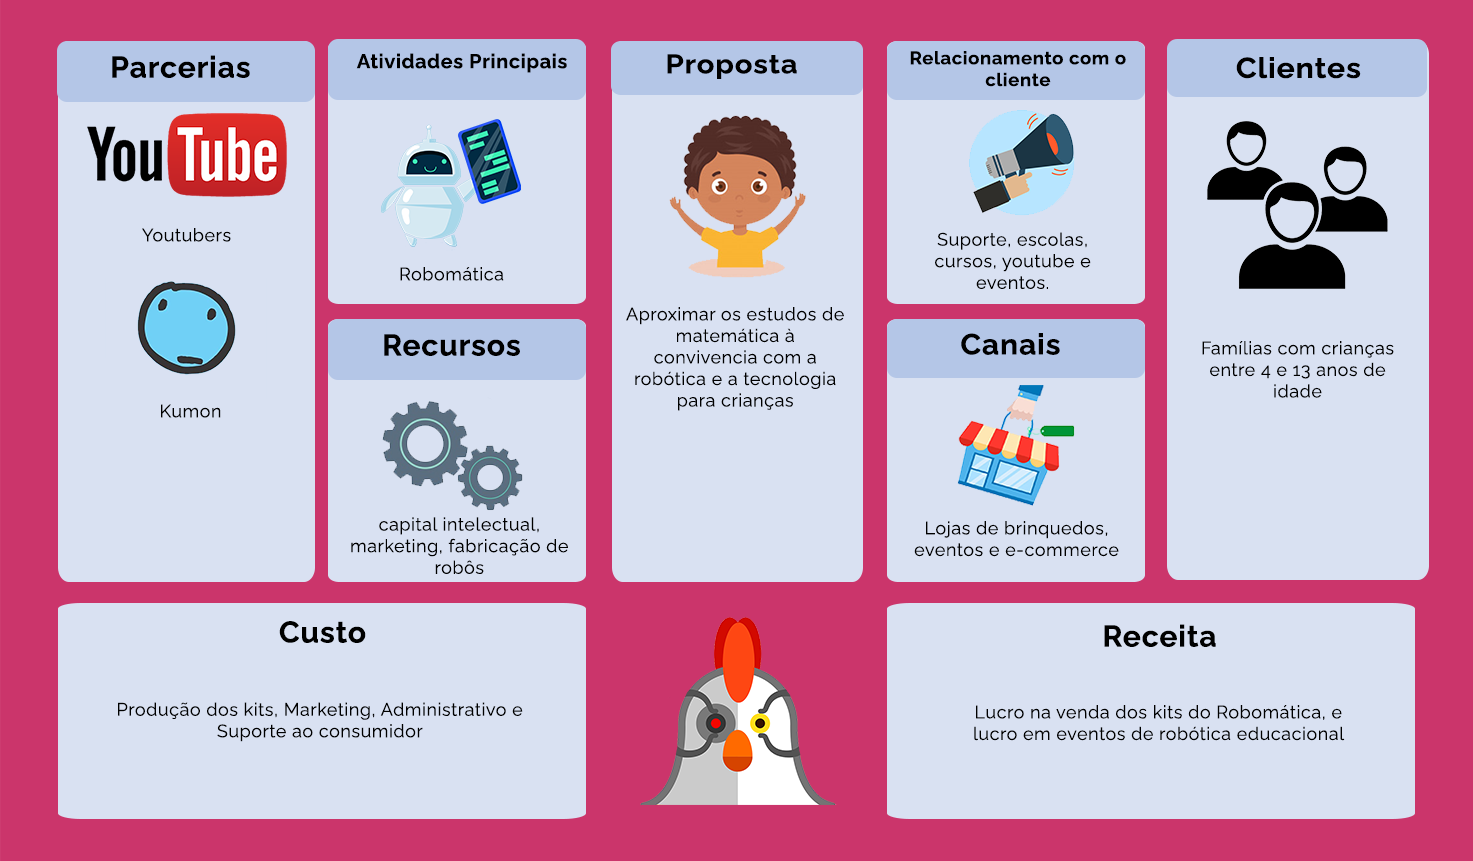 Parcerias
YouTube
Youtubers
Kumon
Atividades Principais
Robomática
Recursos
capital intelectual,
marketing, fabricação de
robôs
Proposta
Aproximar os estudos de
matemática à
convivencia com a
robótica e a tecnologia
para crianças
Relacionamento com o
cliente
Suporte, escolas,
cursos, youtube e
eventos.
Canais
Lojas de brinquedos,
eventos e e-commerce
Clientes
Famílias com crianças
entre 4 e 13 anos de
idade
Custo
Produção dos kits, Marketing, Administrativo e
Suporte ao consumidor
Receita
Lucro na venda dos kits do Robomática, e
lucro em eventos de robótica educacional